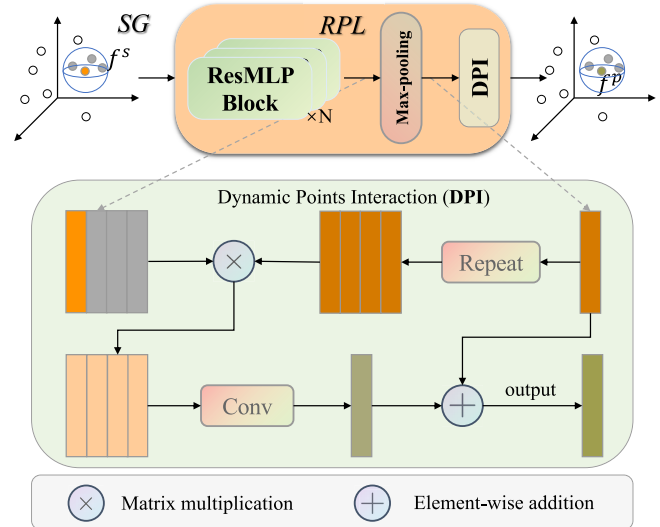 SG
RPL
f^s
ResMLP
Block
×N
Max-pooling
DPI
f^p
Dynamic Points Interaction (DPI)
×
Repeat
Conv
+
output
× Matrix multiplication
+ Element-wise addition